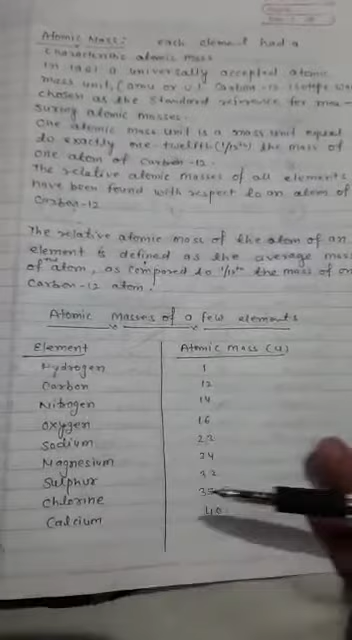 Atomic Mass: each element had a
characteristic atomic mass
In 1961 a universally accepted atomic
mass unit, (amu or u) Carbon-12 isotope was
chosen as the standard reference for mea-
suring atomic masses.
One atomic mass unit is a mass unit equal
to exactly one-twelfth (1/12th) the mass of
one atom of Carbon-12.
The relative atomic masses of all elements
have been found with respect to an atom of
Carbon-12
The relative atomic mass of the atom of an
element is defined as the average mass
of the atom, as compared to 1/12th the mass of one
Carbon-12 atom.
Atomic Masses of a few elements
Element Atomic Mass (u)
Hydrogen 1
Carbon 12
Nitrogen 14
Oxygen 16
Sodium 23
Magnesium 24
Sulphur 32
Chlorine 35
Calcium 40